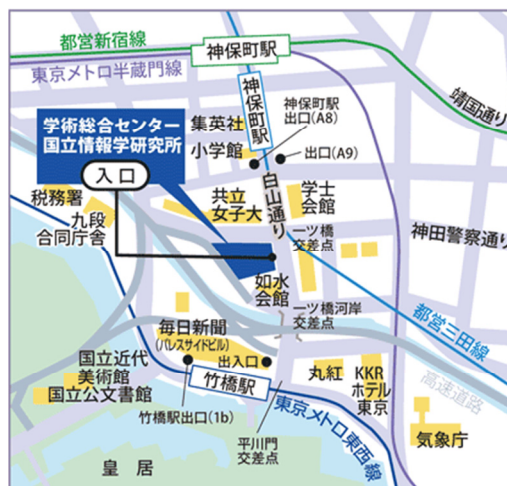 都営新宿線
神保町駅
東京メトロ半蔵門線
神保町駅
靖国通り
学術総合センター
国立情報学研究所
入口
集英社
小学館
神保町駅
出口(A8)
出口(A9)
白山通り
税務署
九段
合同庁舎
共立
女子大
学士
会館
一ツ橋
交差点
神田警察通り
如水
会館
一ツ橋河岸
交差点
都営三田線
毎日新聞
(パレスサイドビル)
出入口
国立近代
美術館
国立公文書館
竹橋駅
丸紅
KKR
ホテル
東京
高速道路
竹橋駅出口(1b)
平川門
交差点
東京メトロ東西線
気象庁
皇居